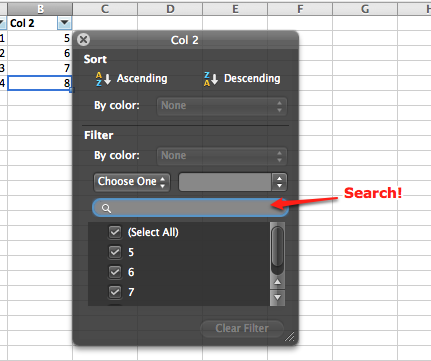 B C D E F G H
Col 2
1 5
2 6
3 7
4 8
Col 2
Sort
A Z Ascending Z A Descending
By color: None
Filter
By color: None
Choose One
Search!
(Select All)
5
6
7
Clear Filter